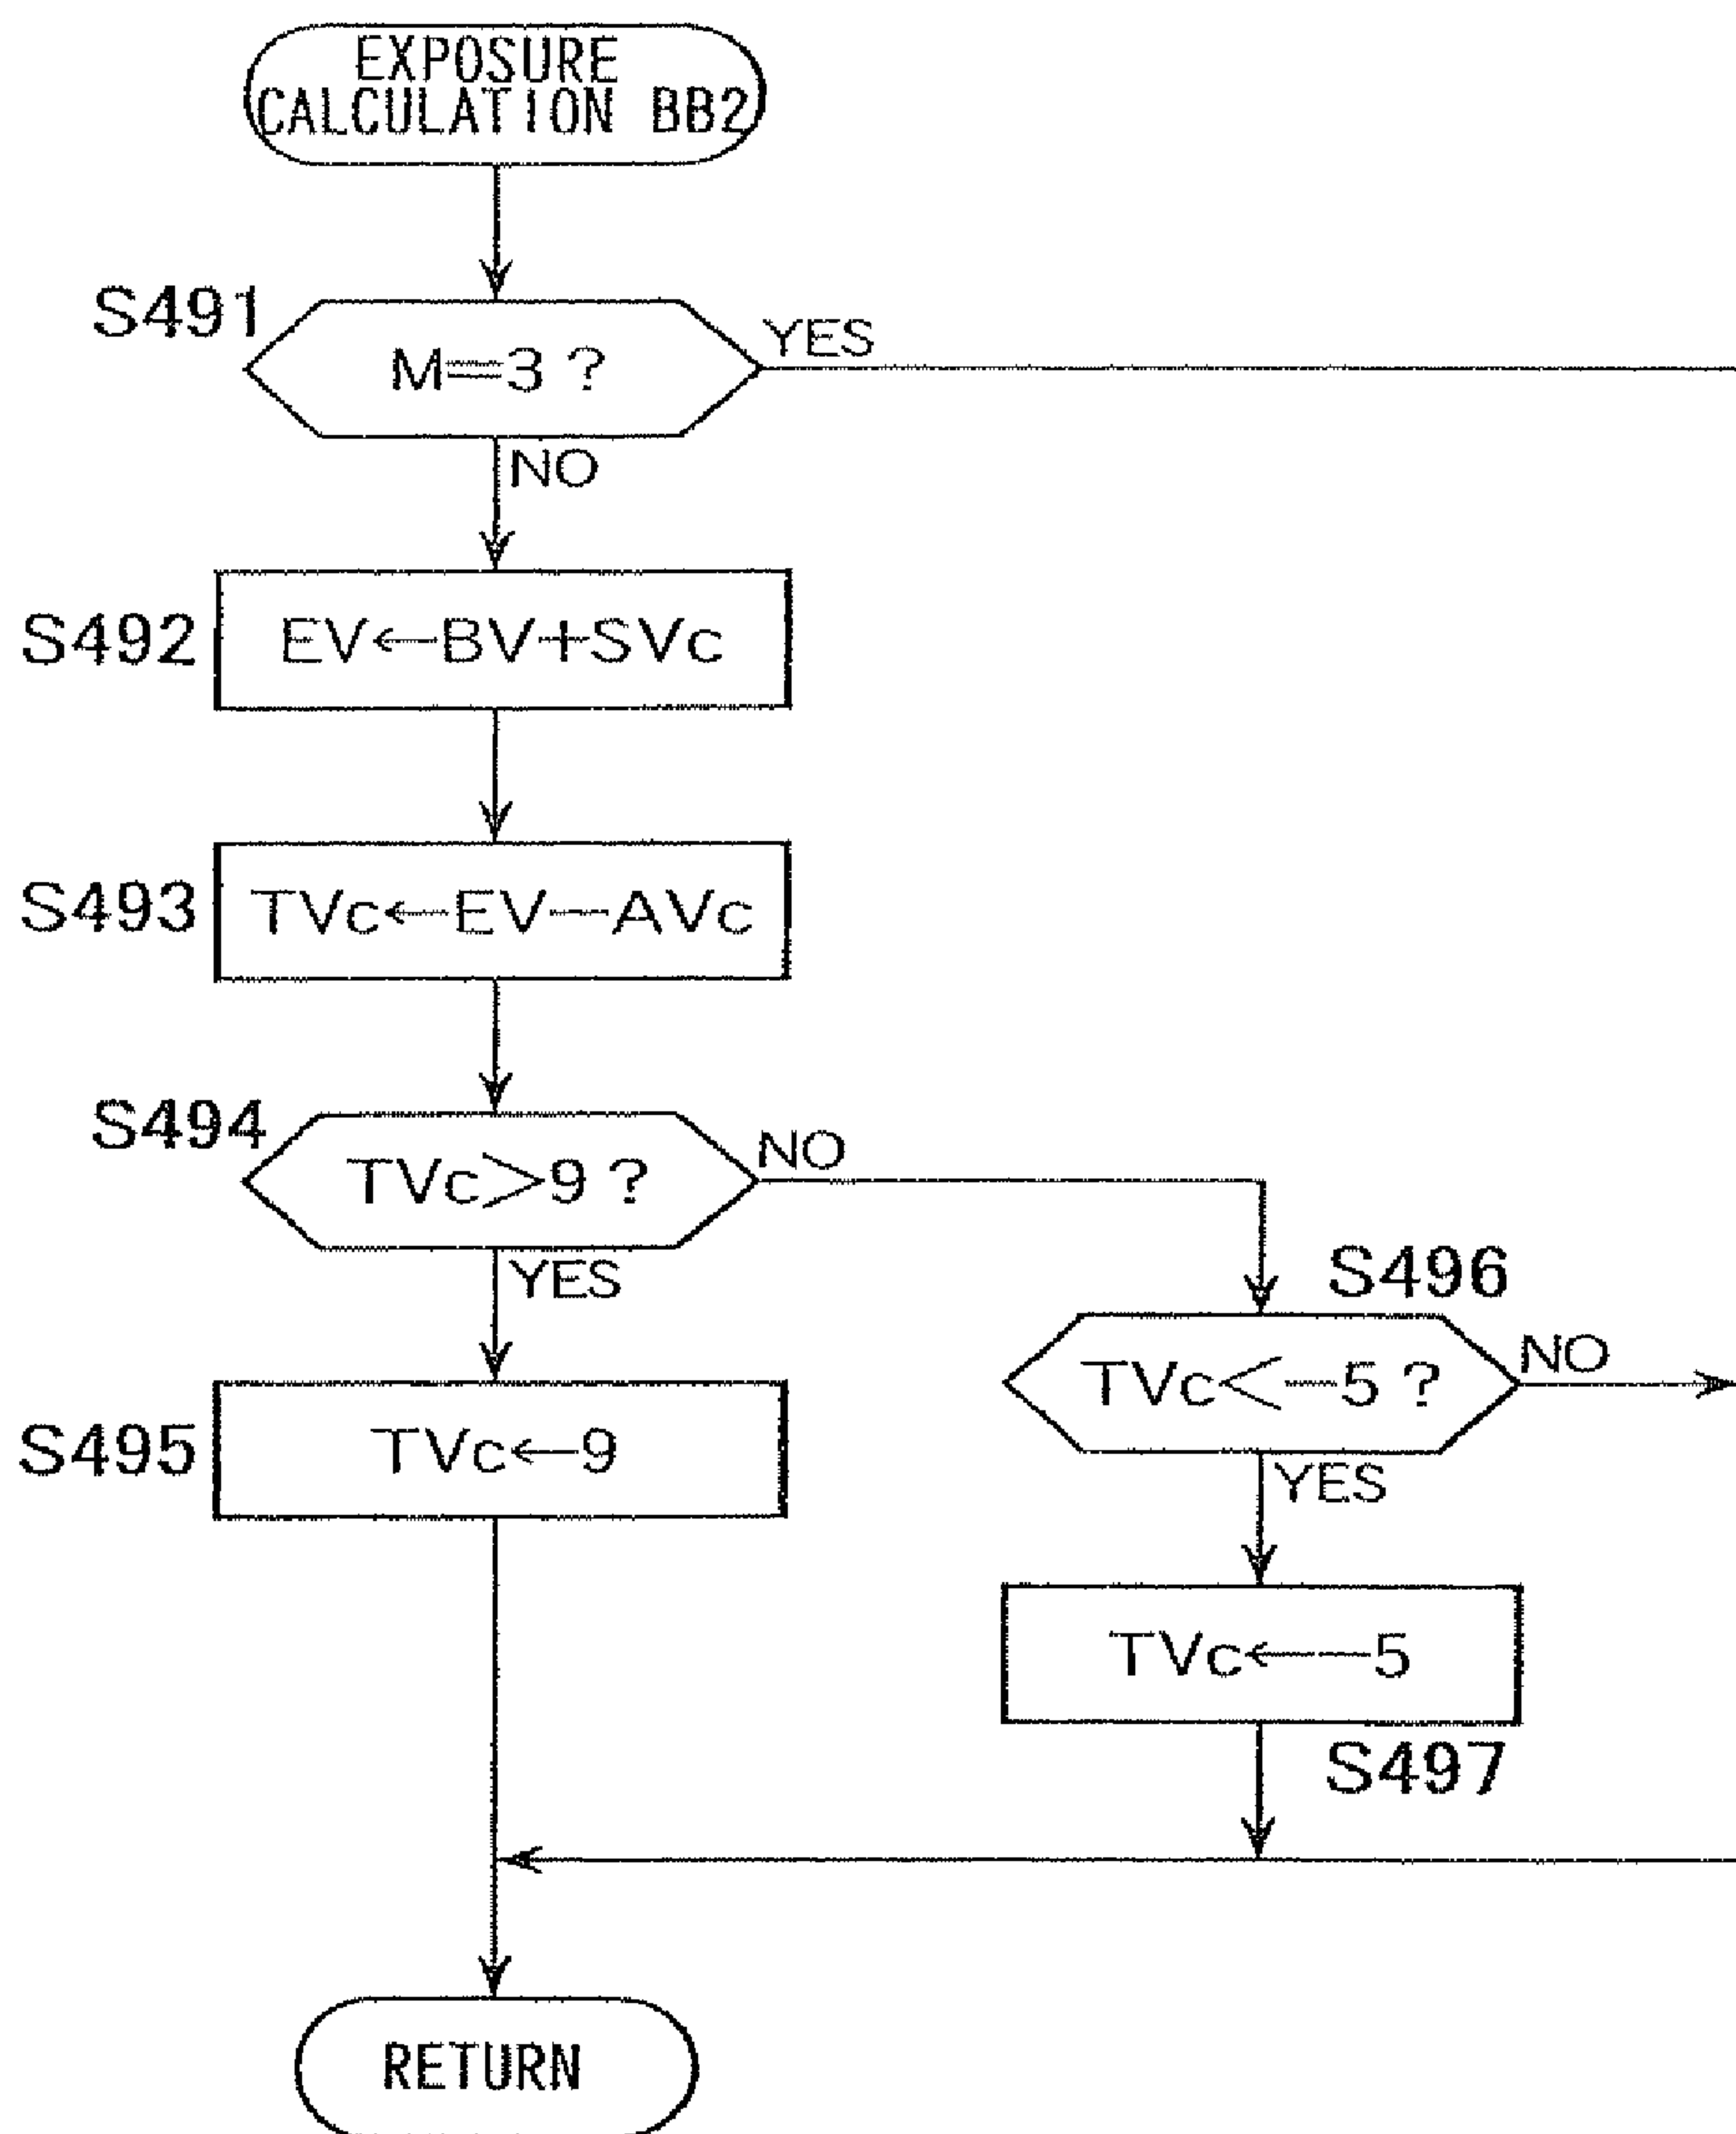 EXPOSURE
CALCULATION BB2
S491
M=3?
YES
NO
S492
EV←BV+SVc
S493
TVc←EV−AVc
S494
TVc>9?
NO
YES
S496
TVc<−5?
NO
YES
S495
TVc←9
TVc←−5
S497
RETURN